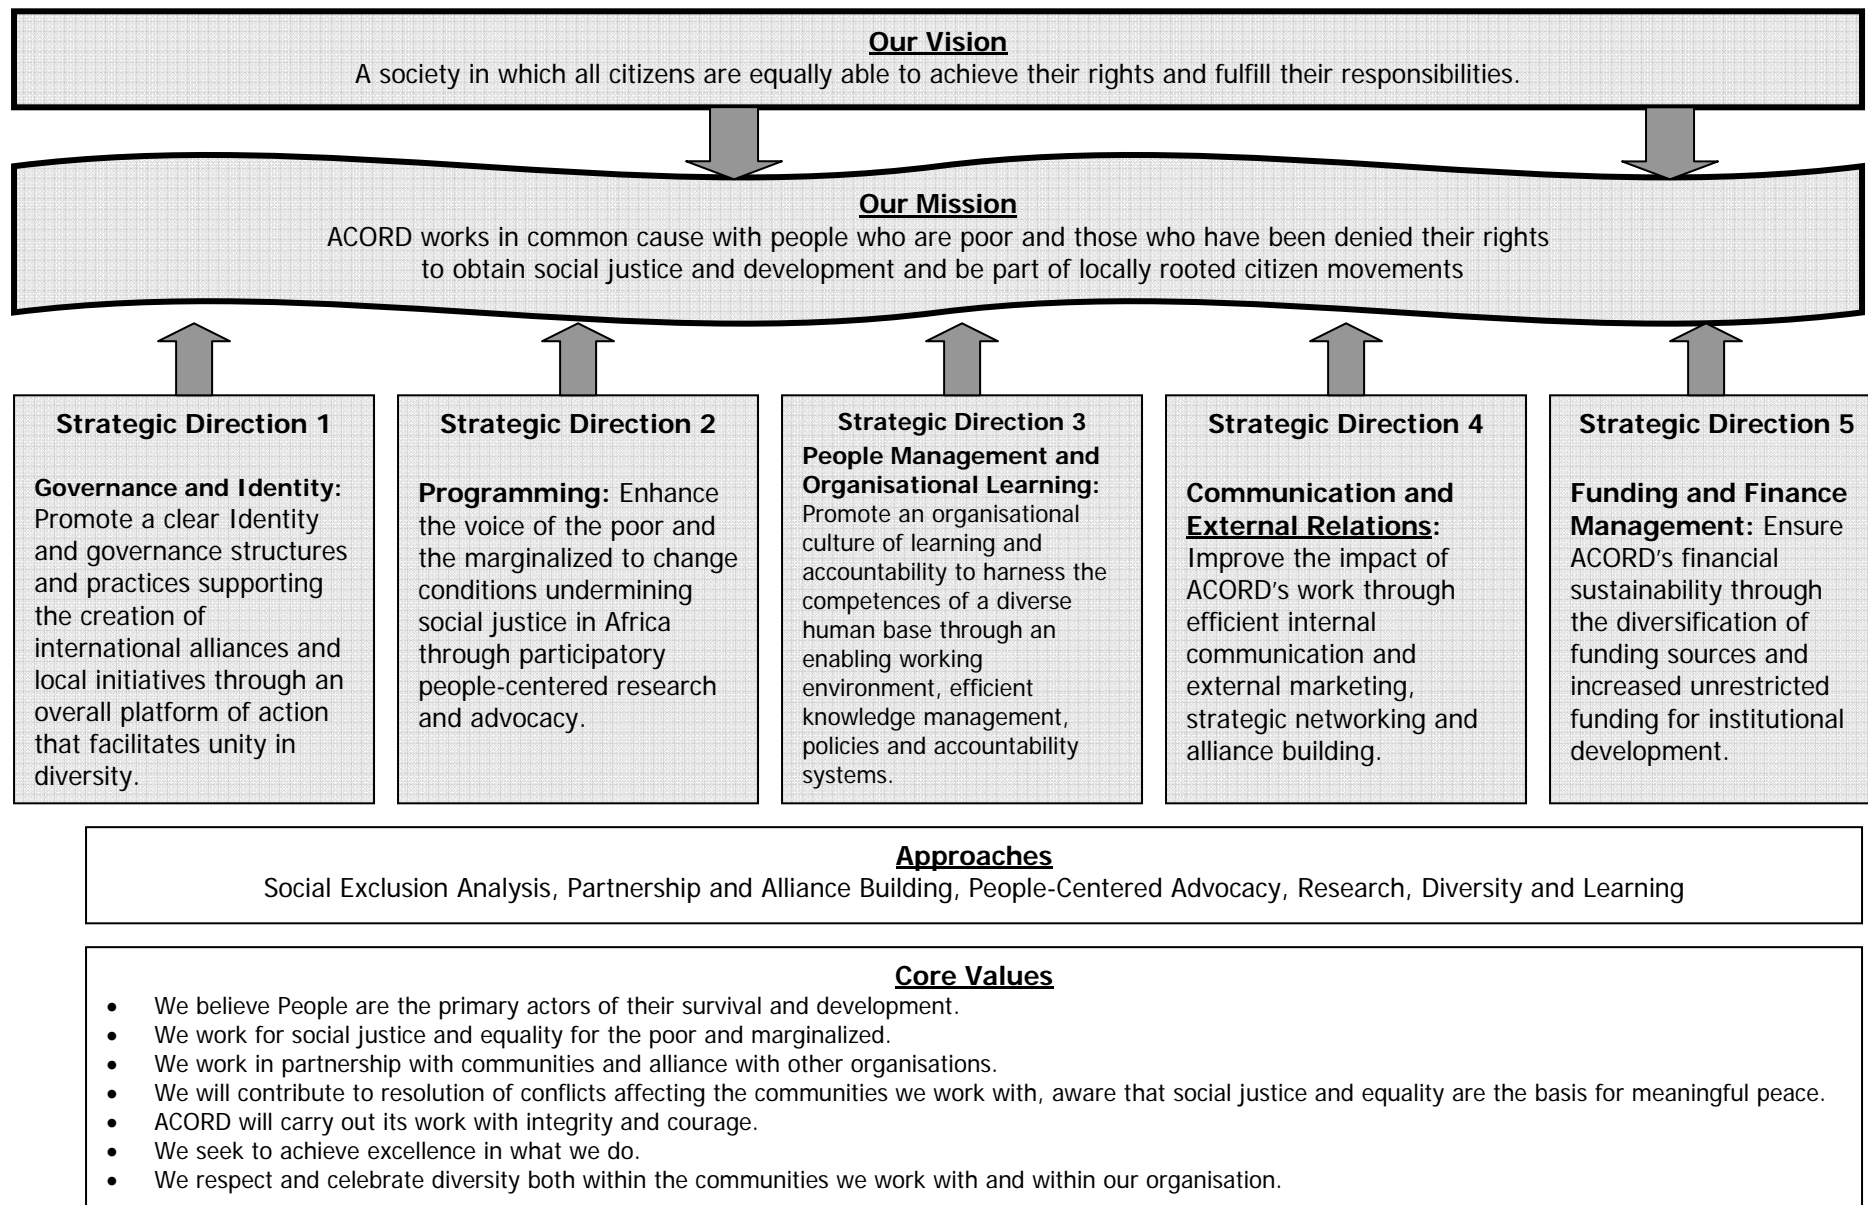 Our Vision
A society in which all citizens are equally able to achieve their rights and fulfill their responsibilities.
Our Mission
ACORD works in common cause with people who are poor and those who have been denied their rights
to obtain social justice and development and be part of locally rooted citizen movements
Strategic Direction 1
Governance and Identity:
Promote a clear Identity
and governance structures
and practices supporting
the creation of
international alliances and
local initiatives through an
overall platform of action
that facilitates unity in
diversity.
Strategic Direction 2
Programming: Enhance
the voice of the poor and
the marginalized to change
conditions undermining
social justice in Africa
through participatory
people-centered research
and advocacy.
Strategic Direction 3
People Management and
Organisational Learning:
Promote an organisational
culture of learning and
accountability to harness the
competences of a diverse
human base through an
enabling working
environment, efficient
knowledge management,
policies and accountability
systems.
Strategic Direction 4
Communication and
External Relations:
Improve the impact of
ACORD's work through
efficient internal
communication and
external marketing,
strategic networking and
alliance building.
Strategic Direction 5
Funding and Finance
Management: Ensure
ACORD's financial
sustainability through
the diversification of
funding sources and
increased unrestricted
funding for institutional
development.
Approaches
Social Exclusion Analysis, Partnership and Alliance Building, People-Centered Advocacy, Research, Diversity and Learning
Core Values
• We believe People are the primary actors of their survival and development.
• We work for social justice and equality for the poor and marginalized.
• We work in partnership with communities and alliance with other organisations.
• We will contribute to resolution of conflicts affecting the communities we work with, aware that social justice and equality are the basis for meaningful peace.
• ACORD will carry out its work with integrity and courage.
• We seek to achieve excellence in what we do.
• We respect and celebrate diversity both within the communities we work with and within our organisation.